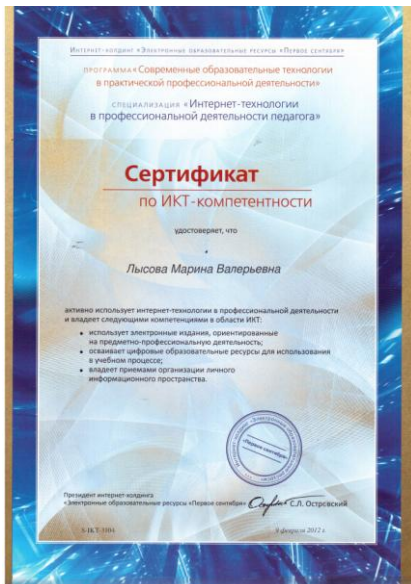 Интернет-холдинг «Электронные образовательные ресурсы «Первое сентября»
программа «Современные образовательные технологии
в практической профессиональной деятельности»
специализация «Интернет-технологии
в профессиональной деятельности педагога»
Сертификат
по ИКТ-компетентности
удостоверяет, что
Лысова Марина Валерьевна
активно использует интернет-технологии в профессиональной деятельности
и владеет следующими компетенциями в области ИКТ:
• использует электронные издания, ориентированные
на предметно-профессиональную деятельность;
• осваивает цифровые образовательные ресурсы для использования
в учебном процессе;
• владеет приемами организации личного
информационного пространства.
«Первое сентября»
Президент интернет-холдинга
«Электронные образовательные ресурсы «Первое сентября»
С.Л. Островский
9 февраля 2012 г.